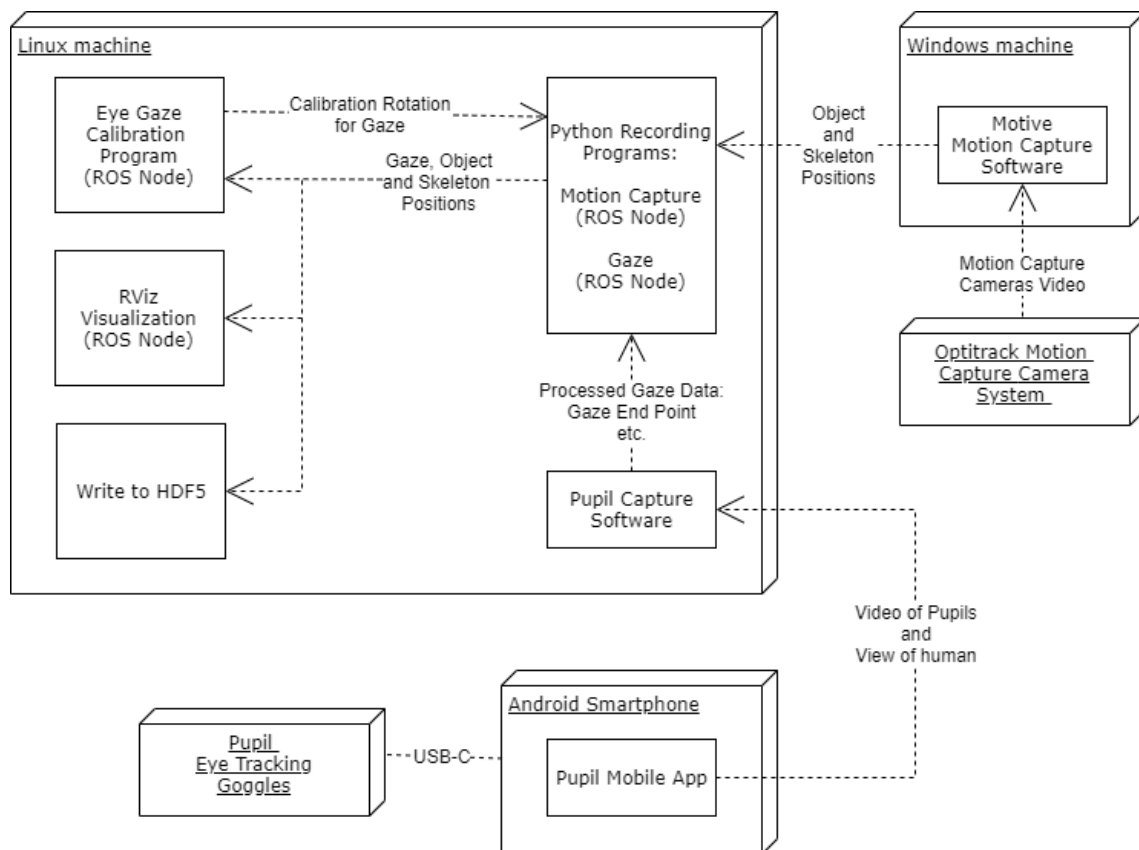 Linux machine
Eye Gaze
Calibration
Program
(ROS Node)
Calibration Rotation
for Gaze
Gaze, Object
and Skeleton
Positions
Python Recording
Programs:
Motion Capture
(ROS Node)
Gaze
(ROS Node)
RViz
Visualization
(ROS Node)
Write to HDF5
Processed Gaze Data:
Gaze End Point
etc.
Pupil Capture
Software
Object
and
Skeleton
Positions
Windows machine
Motive
Motion Capture
Software
Motion Capture
Cameras Video
Optitrack Motion
Capture Camera
System
Video of Pupils
and
View of human
Android Smartphone
Pupil Mobile App
USB-C
Pupil
Eye Tracking
Goggles